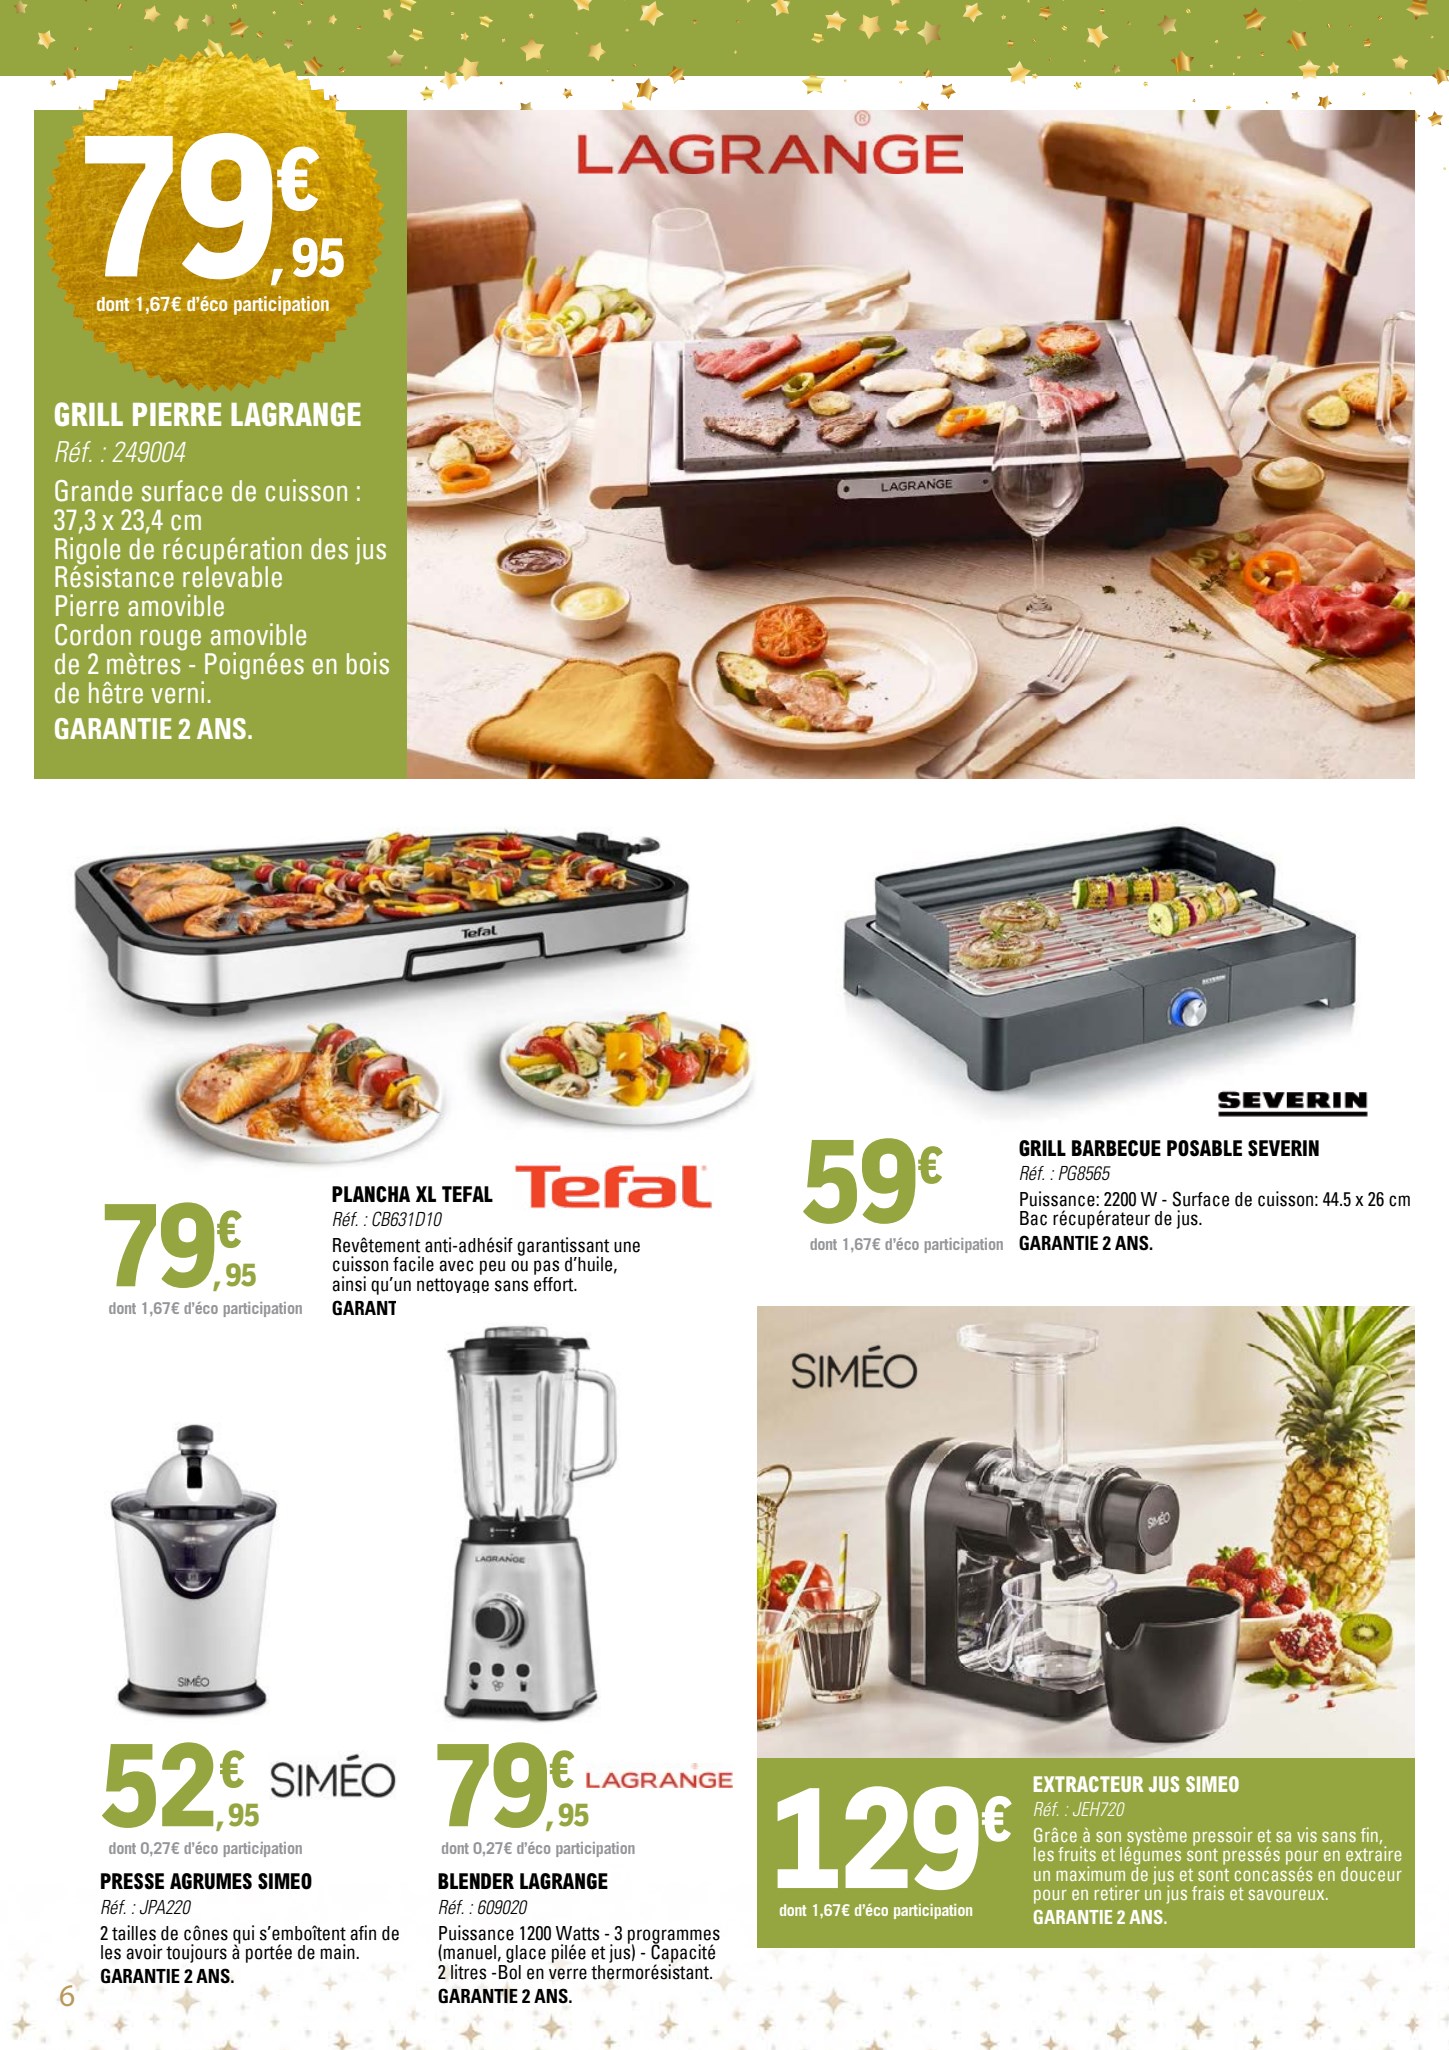 79€,95
dont 1,67€ d'éco participation
LAGRANGE®
LAGRANGE
GRILL PIERRE LAGRANGE
Réf. : 249004
Grande surface de cuisson :
37,3 x 23,4 cm
Rigole de récupération des jus
Résistance relevable
Pierre amovible
Cordon rouge amovible
de 2 mètres - Poignées en bois
de hêtre verni.
GARANTIE 2 ANS.
Tefal
79€,95
dont 1,67€ d'éco participation
PLANCHA XL TEFAL
Tefal
Réf. : CB631D10
Revêtement anti-adhésif garantissant une
cuisson facile avec peu ou pas d'huile,
ainsi qu'un nettoyage sans effort.
GARANT
SEVERIN
SEVERIN
59€
dont 1,67€ d'éco participation
GRILL BARBECUE POSABLE SEVERIN
Réf. : PG8565
Puissance: 2200 W - Surface de cuisson: 44.5 x 26 cm
Bac récupérateur de jus.
GARANTIE 2 ANS.
SIMÉO
52€,95
SIMÉO
dont 0,27€ d'éco participation
PRESSE AGRUMES SIMEO
Réf. : JPA220
2 tailles de cônes qui s'emboîtent afin de
les avoir toujours à portée de main.
GARANTIE 2 ANS.
LAGRANGE
79€,95
LAGRANGE
dont 0,27€ d'éco participation
BLENDER LAGRANGE
Réf. : 609020
Puissance 1200 Watts - 3 programmes
(manuel, glace pilée et jus) - Capacité
2 litres -Bol en verre thermorésistant.
GARANTIE 2 ANS.
SIMÉO
SIMÉO
129€
dont 1,67€ d'éco participation
EXTRACTEUR JUS SIMEO
Réf. : JEH720
Grâce à son système pressoir et sa vis sans fin,
les fruits et légumes sont pressés pour en extraire
un maximum de jus et sont concassés en douceur
pour en retirer un jus frais et savoureux.
GARANTIE 2 ANS.
6